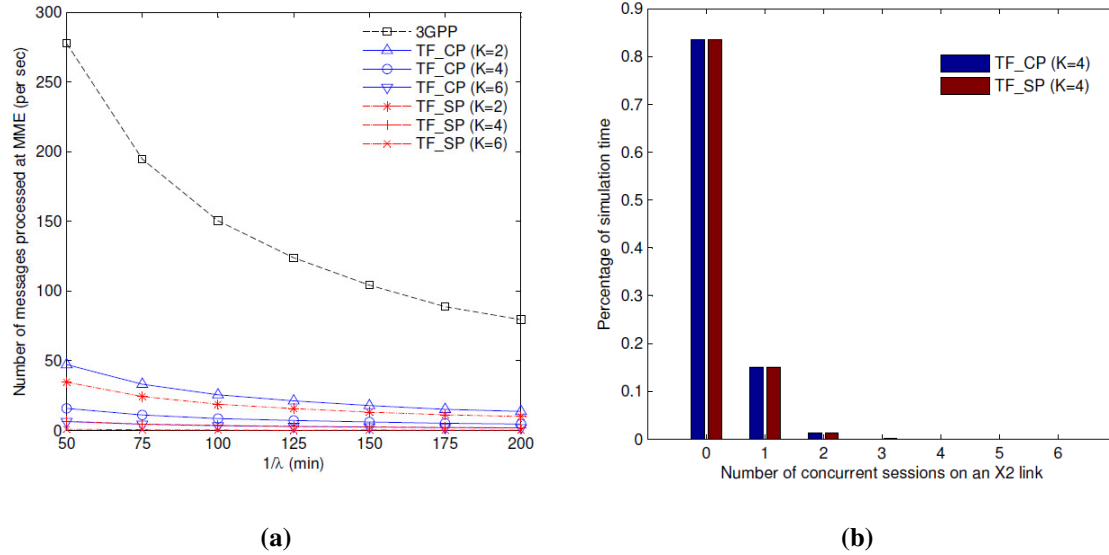 300
250
200
150
100
50
0
Number of messages processed at MME (per sec)
3GPP
TF_CP (K=2)
TF_CP (K=4)
TF_CP (K=6)
TF_SP (K=2)
TF_SP (K=4)
TF_SP (K=6)
50 75 100 125 150 175 200
1/λ (min)
(a)
0.9
0.8
0.7
0.6
0.5
0.4
0.3
0.2
0.1
0
Percentage of simulation time
TF_CP (K=4)
TF_SP (K=4)
0 1 2 3 4 5 6
Number of concurrent sessions on an X2 link
(b)